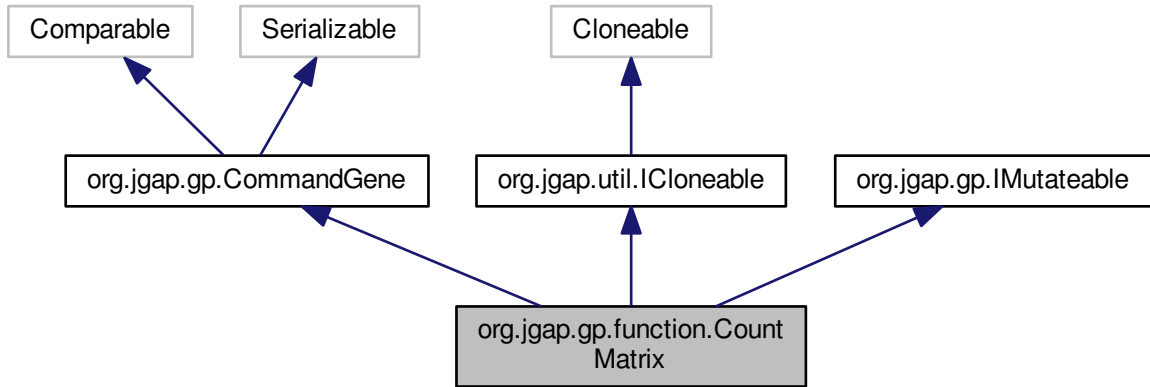 Comparable
Serializable
Cloneable
org.jgap.gp.CommandGene
org.jgap.util.ICloneable
org.jgap.gp.IMutateable
org.jgap.gp.function.Count
Matrix